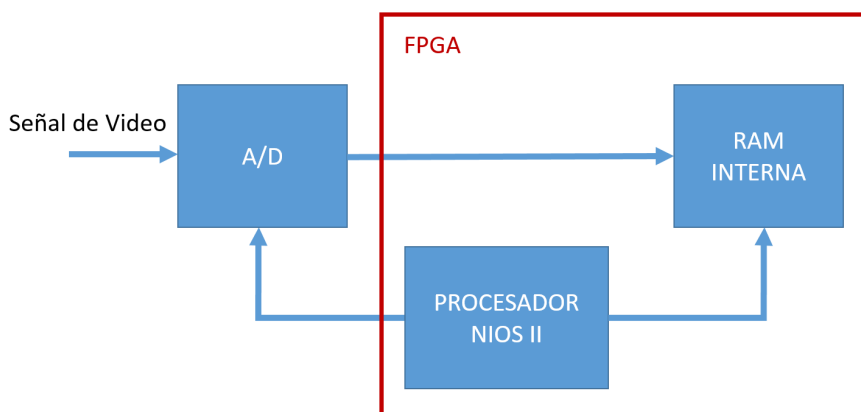 FPGA
Señal de Video
A/D
RAM
INTERNA
PROCESADOR
NIOS II